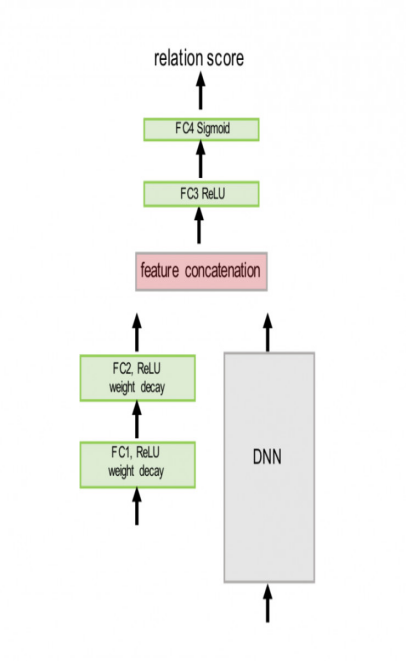 relation score
FC4 Sigmoid
FC3 ReLU
feature concatenation
FC2, ReLU
weight decay
FC1, ReLU
weight decay
DNN